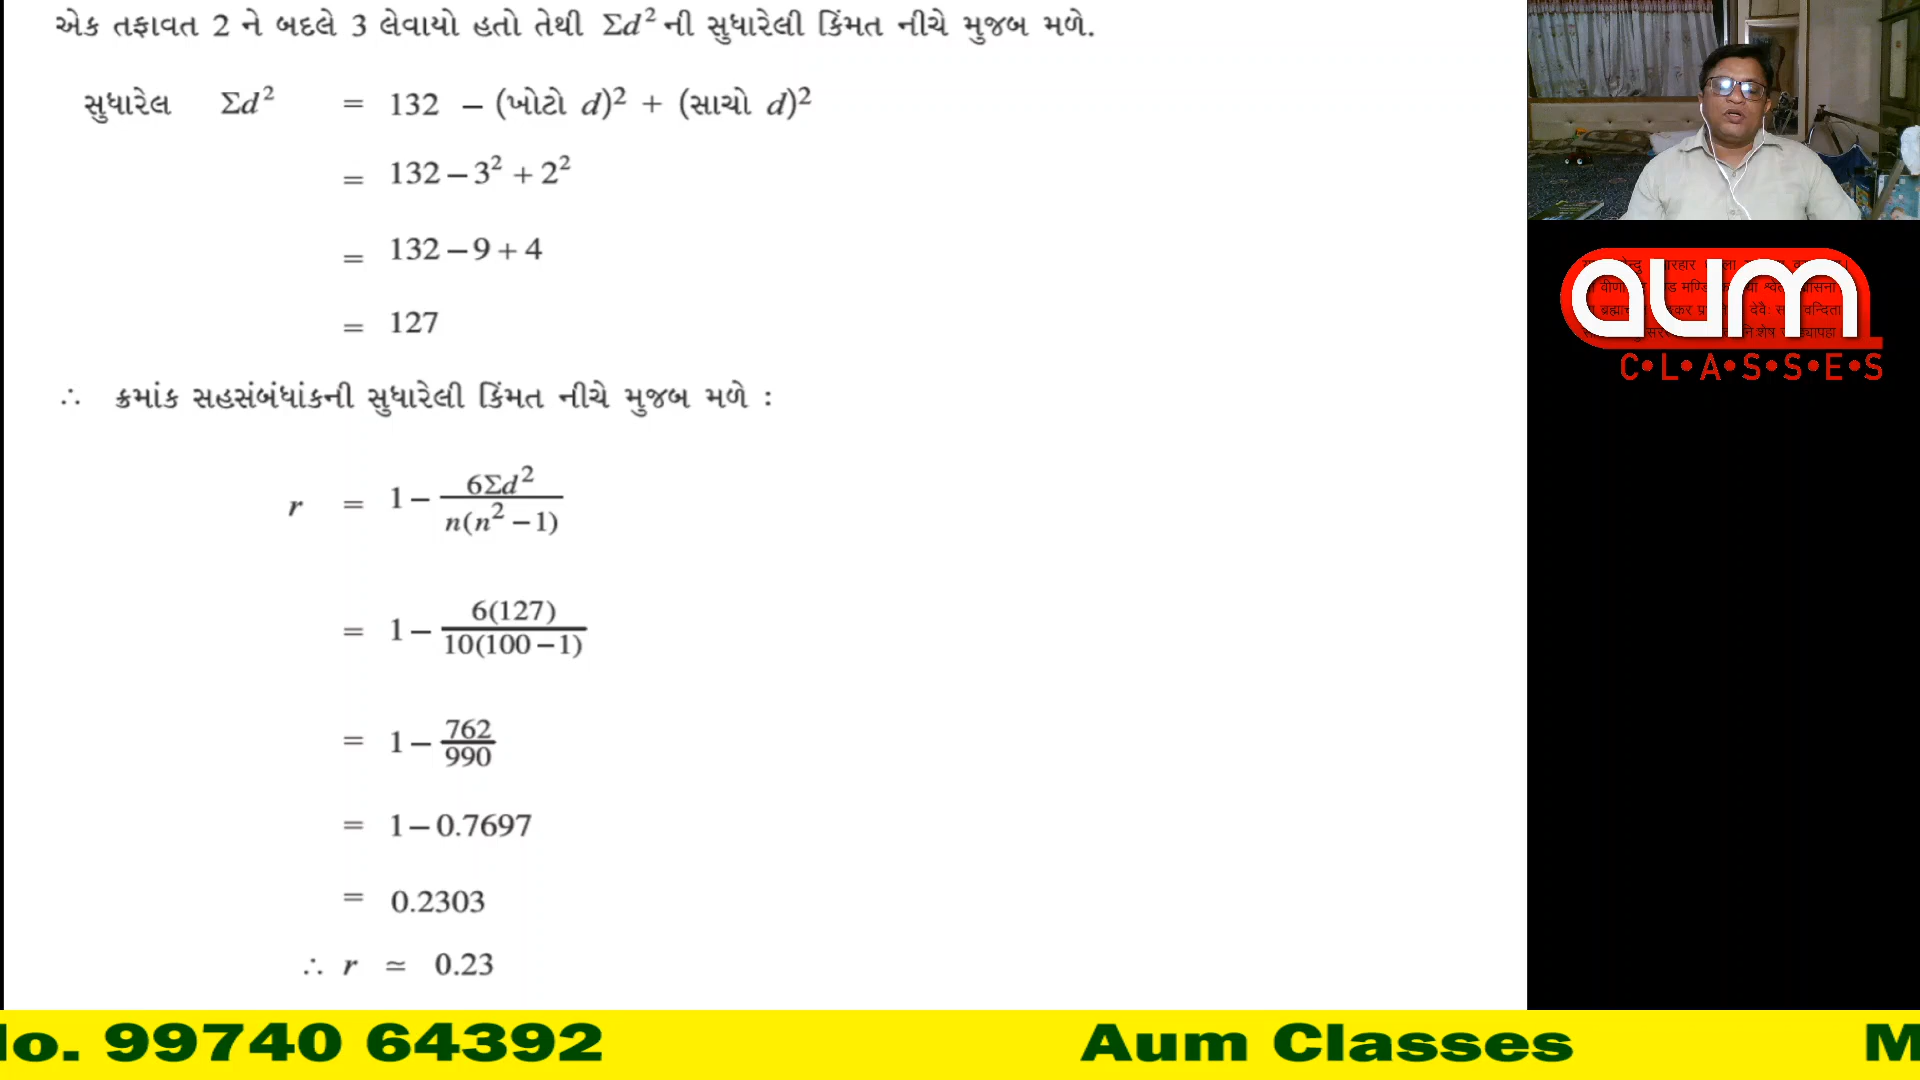 એક તફાવત 2 ને બદલે 3 લેવાયો હતો તેથી Σd² ની સુધારેલી કિંમત નીચે મુજબ મળે.
સુધારેલ Σd² = 132 − (ખોટો d)² + (સાચો d)²
= 132 − 3² + 2²
= 132 − 9 + 4
= 127
∴ ક્રમાંક સહસંબંધાંકની સુધારેલી કિંમત નીચે મુજબ મળે :
r = 1 − 6Σd² / n(n² − 1)
= 1 − 6(127) / 10(100 − 1)
= 1 − 762 / 990
= 1 − 0.7697
= 0.2303
∴ r ≃ 0.23
aum
C•L•A•S•S•E•S
o. 99740 64392 Aum Classes M